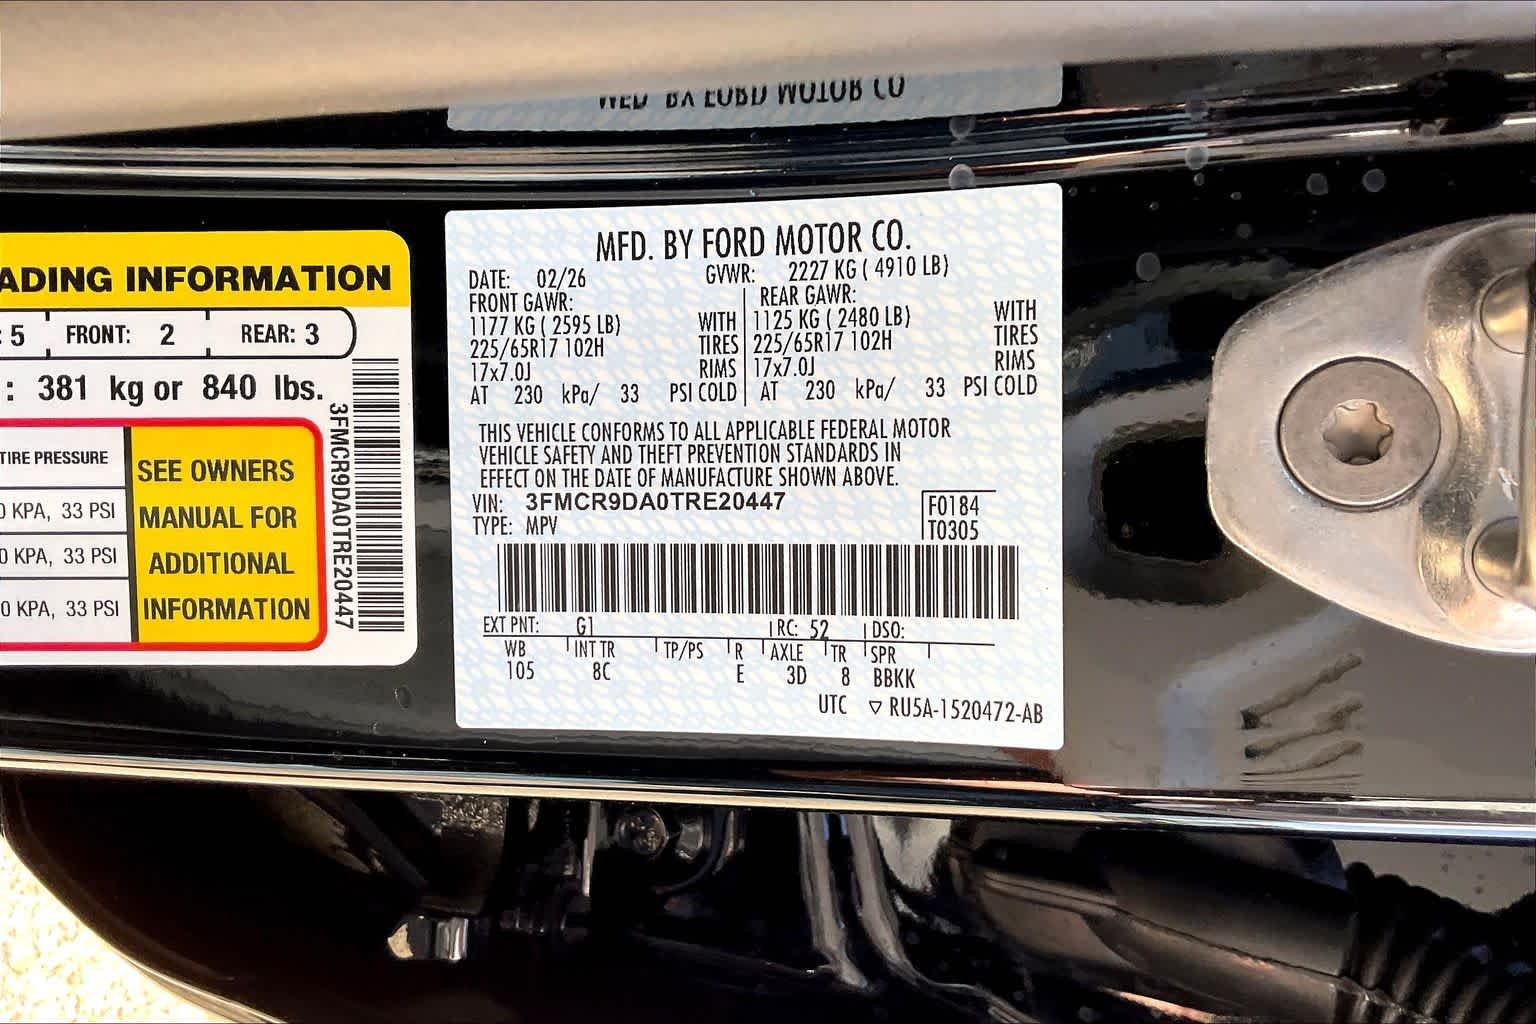 MFD. BY FORD MOTOR CO.
ADING INFORMATION
: 5 FRONT: 2 REAR: 3
: 381 kg or 840 lbs.
TIRE PRESSURE
0 KPA, 33 PSI
0 KPA, 33 PSI
0 KPA, 33 PSI
SEE OWNERS
MANUAL FOR
ADDITIONAL
INFORMATION
3FMCR9DA0TRE20447
MFD. BY FORD MOTOR CO.
DATE: 02/26 GVWR: 2227 KG ( 4910 LB)
FRONT GAWR: REAR GAWR:
1177 KG ( 2595 LB) WITH 1125 KG ( 2480 LB) WITH
225/65R17 102H TIRES 225/65R17 102H TIRES
17x7.0J RIMS 17x7.0J RIMS
AT 230 kPa/ 33 PSI COLD AT 230 kPa/ 33 PSI COLD
THIS VEHICLE CONFORMS TO ALL APPLICABLE FEDERAL MOTOR
VEHICLE SAFETY AND THEFT PREVENTION STANDARDS IN
EFFECT ON THE DATE OF MANUFACTURE SHOWN ABOVE.
VIN: 3FMCR9DA0TRE20447 F0184
TYPE: MPV T0305
EXT PNT: G1 RC: 52 DSO:
WB INT TR TP/PS R AXLE TR SPR
105 8C E 3D 8 BBKK
UTC ▽ RU5A-1520472-AB